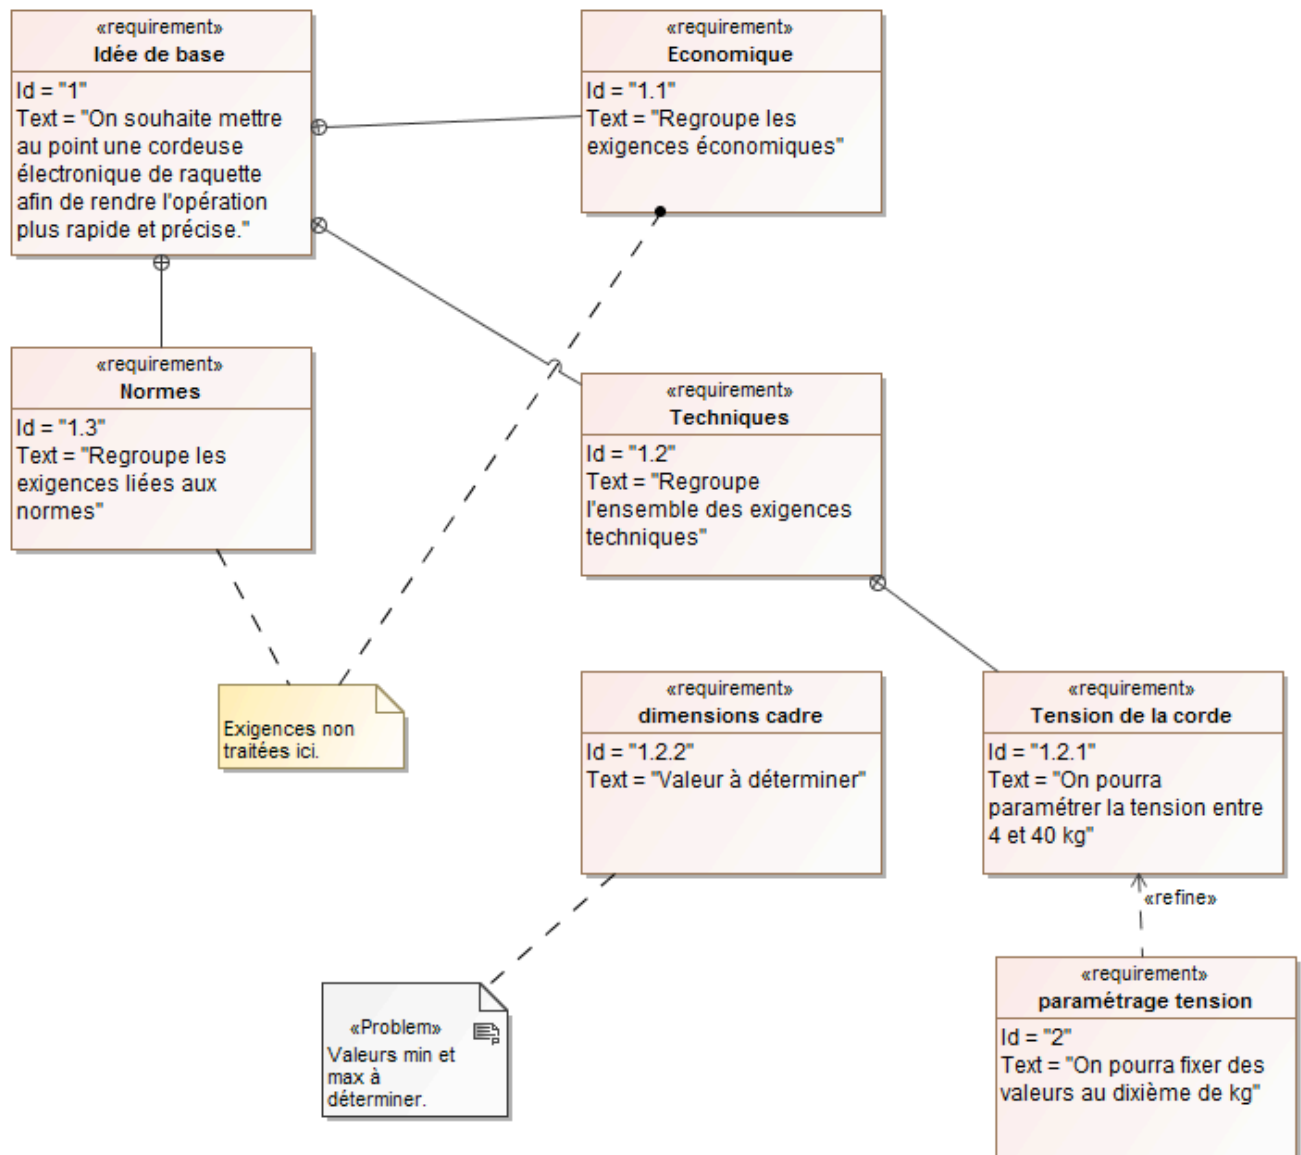 «requirement»
Idée de base
Id = "1"
Text = "On souhaite mettre
au point une cordeuse
électronique de raquette
afin de rendre l'opération
plus rapide et précise."
«requirement»
Economique
Id = "1.1"
Text = "Regroupe les
exigences économiques"
«requirement»
Normes
Id = "1.3"
Text = "Regroupe les
exigences liées aux
normes"
«requirement»
Techniques
Id = "1.2"
Text = "Regroupe
l'ensemble des exigences
techniques"
Exigences non
traitées ici.
«requirement»
dimensions cadre
Id = "1.2.2"
Text = "Valeur à déterminer"
«requirement»
Tension de la corde
Id = "1.2.1"
Text = "On pourra
paramétrer la tension entre
4 et 40 kg"
«refine»
«Problem»
Valeurs min et
max à
déterminer.
«requirement»
paramétrage tension
Id = "2"
Text = "On pourra fixer des
valeurs au dixième de kg"